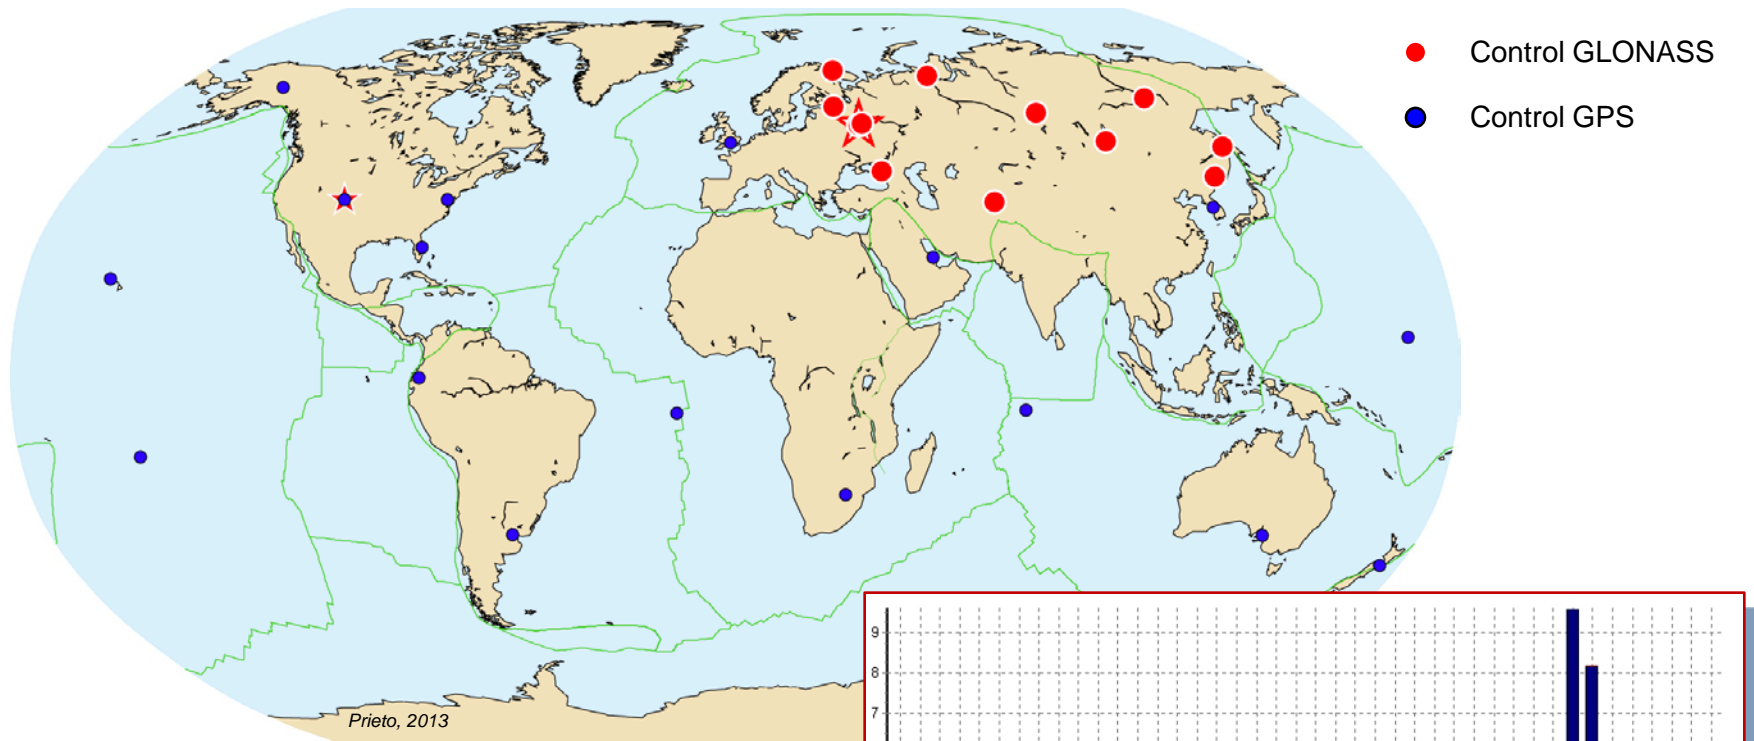 Control GLONASS
Control GPS
Prieto, 2013
9
8
7